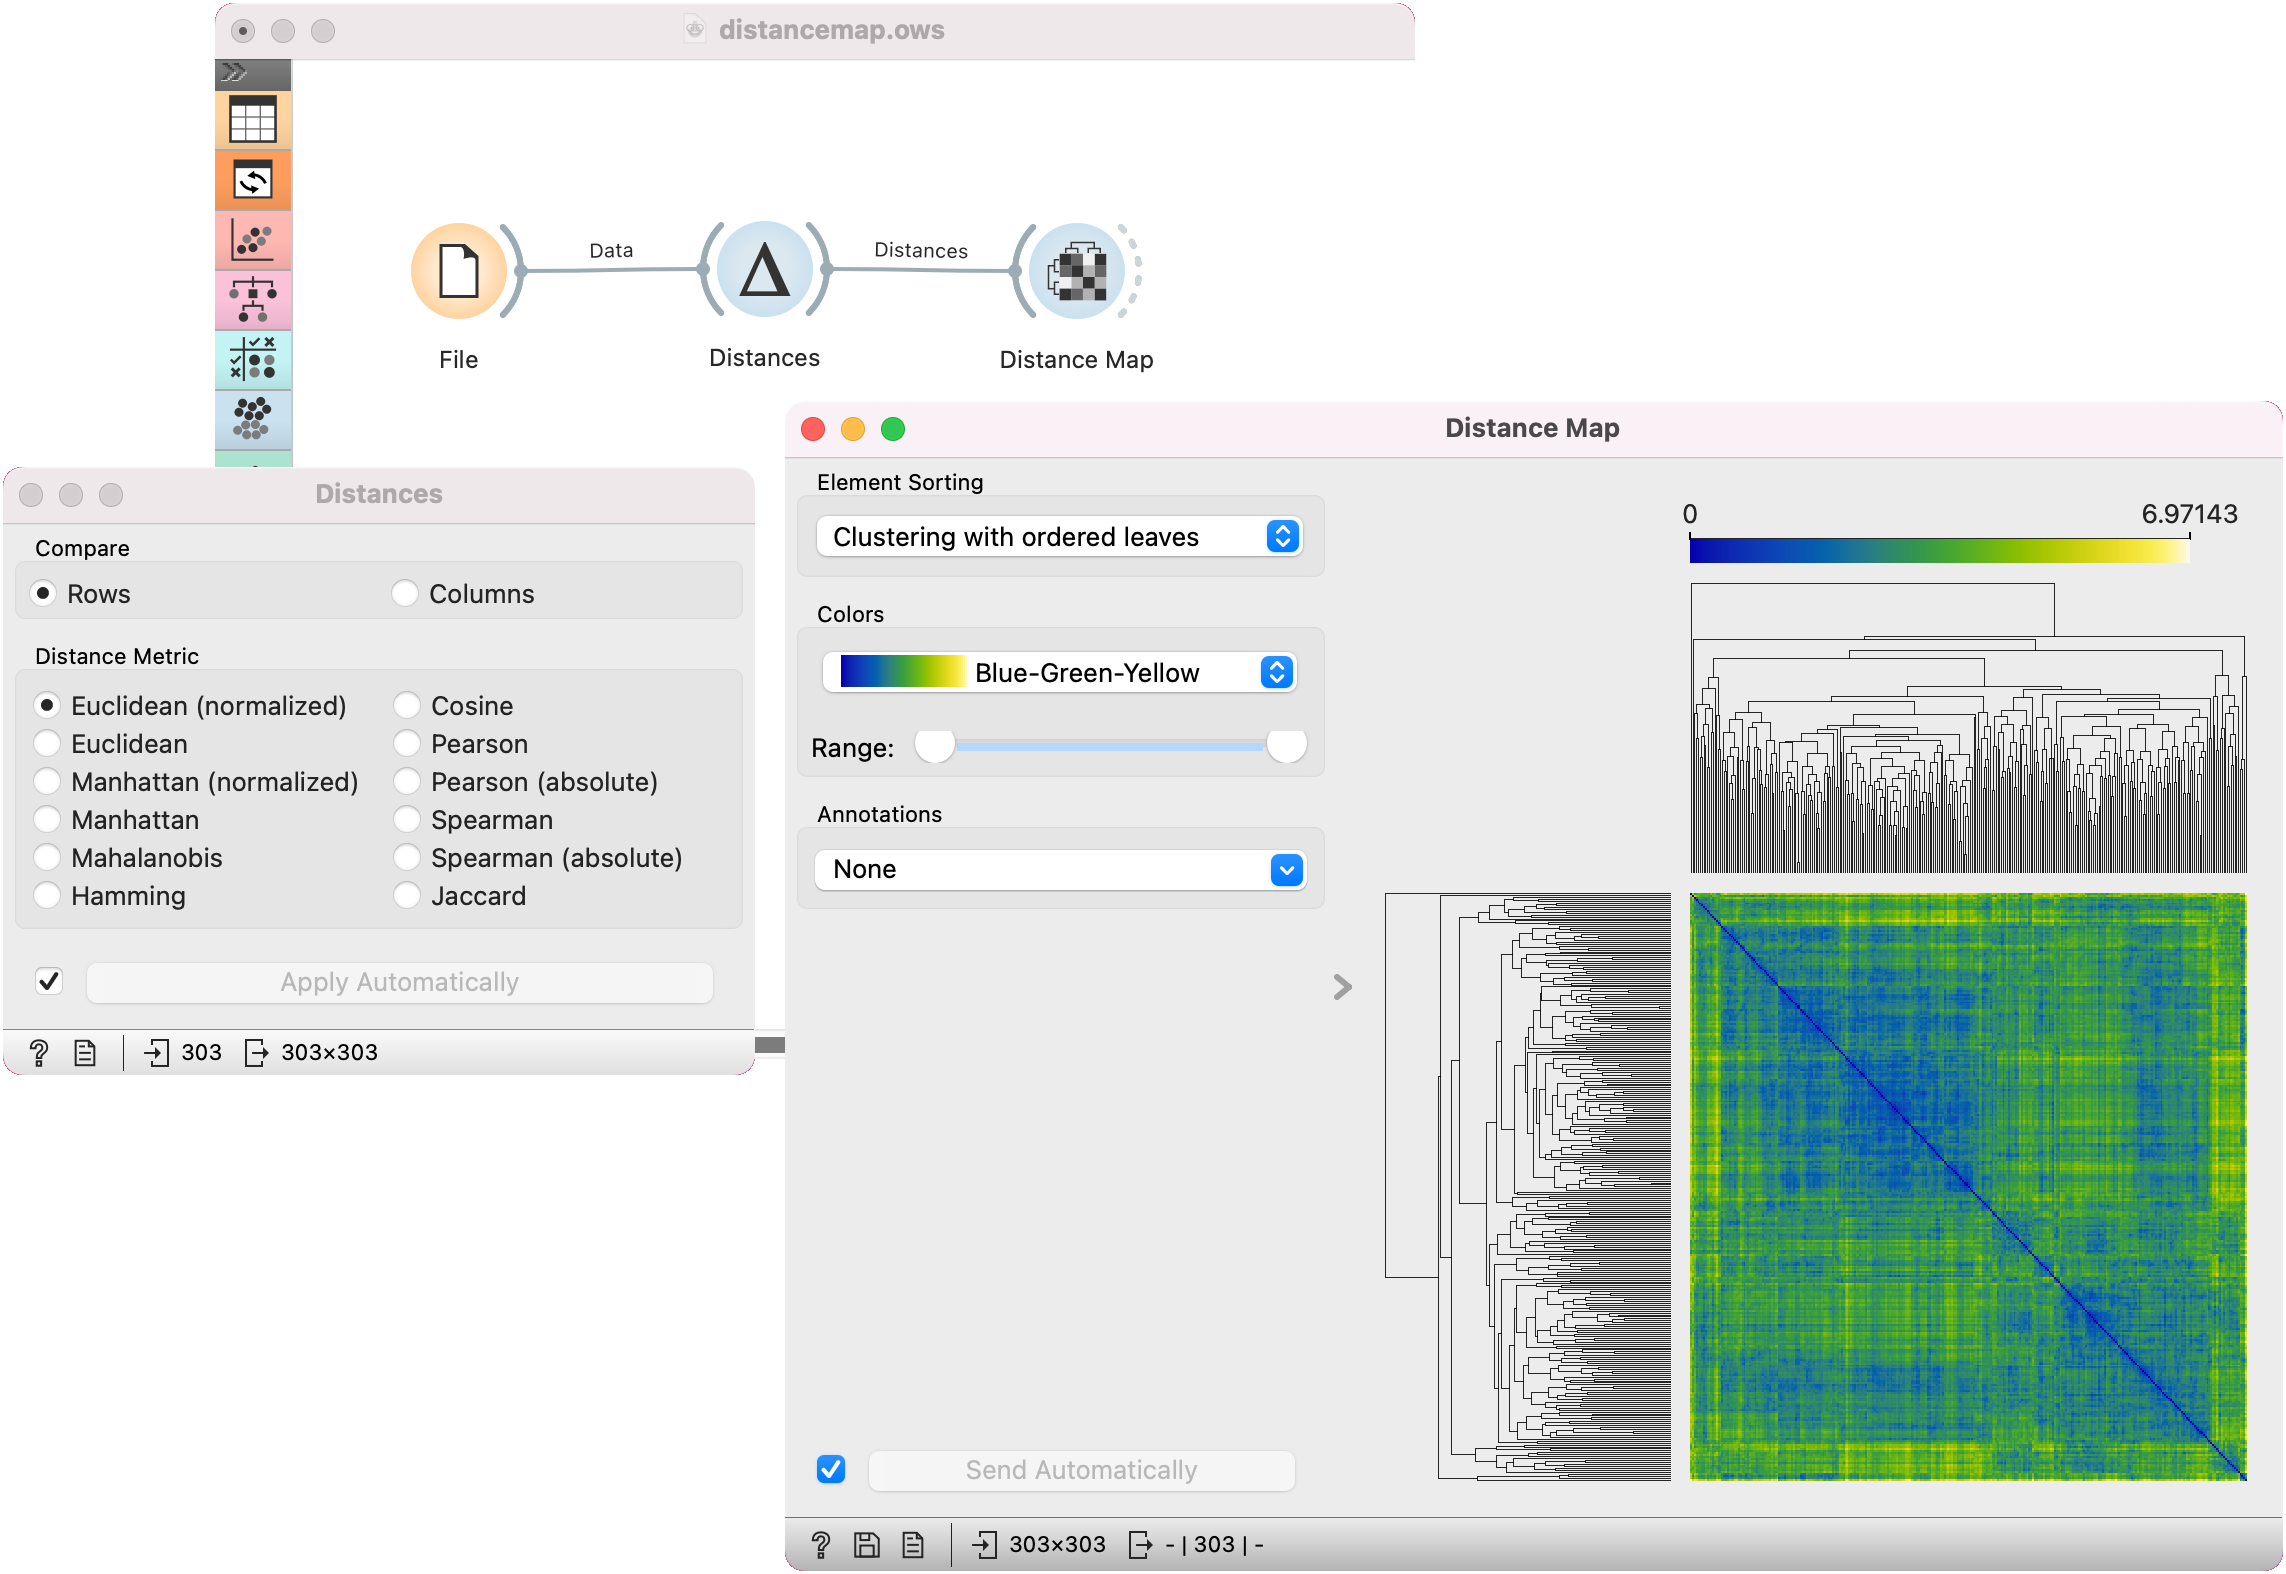 distancemap.ows
Data
Distances
File
Distances
Distance Map
Distances
Compare
Rows
Columns
Distance Metric
Euclidean (normalized)
Cosine
Euclidean
Pearson
Manhattan (normalized)
Pearson (absolute)
Manhattan
Spearman
Mahalanobis
Spearman (absolute)
Hamming
Jaccard
Apply Automatically
? 303 303×303
Distance Map
Element Sorting
Clustering with ordered leaves
Colors
Blue-Green-Yellow
Range:
Annotations
None
0
6.97143
Send Automatically
? 303×303 - | 303 | -